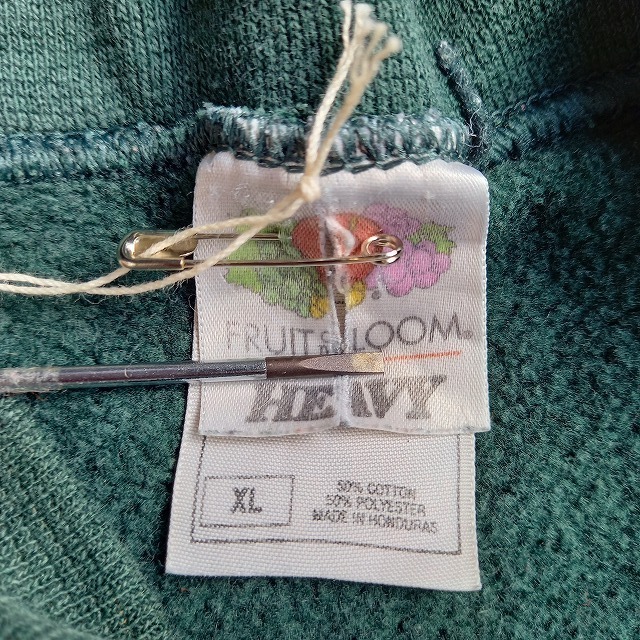 FRUIT OF THE LOOM®
HEAVY
XL
50% COTTON
50% POLYESTER
MADE IN HONDURAS